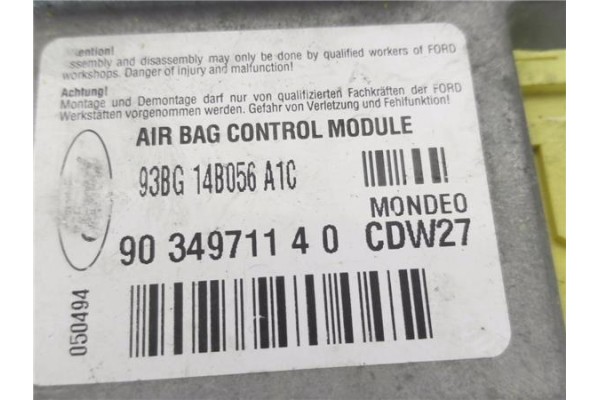 Attention!
Assembly and disassembly may only be done by qualified workers of FORD
workshops. Danger of injury and malfunction!
Achtung!
Montage und Demontage darf nur von qualifizierten Fachkräften der FORD
Werkstätten vorgenommen werden. Gefahr von Verletzung und Fehlfunktion!
AIR BAG CONTROL MODULE
93BG 14B056 A1C
MONDEO
90 349711 4 0 CDW27
050494